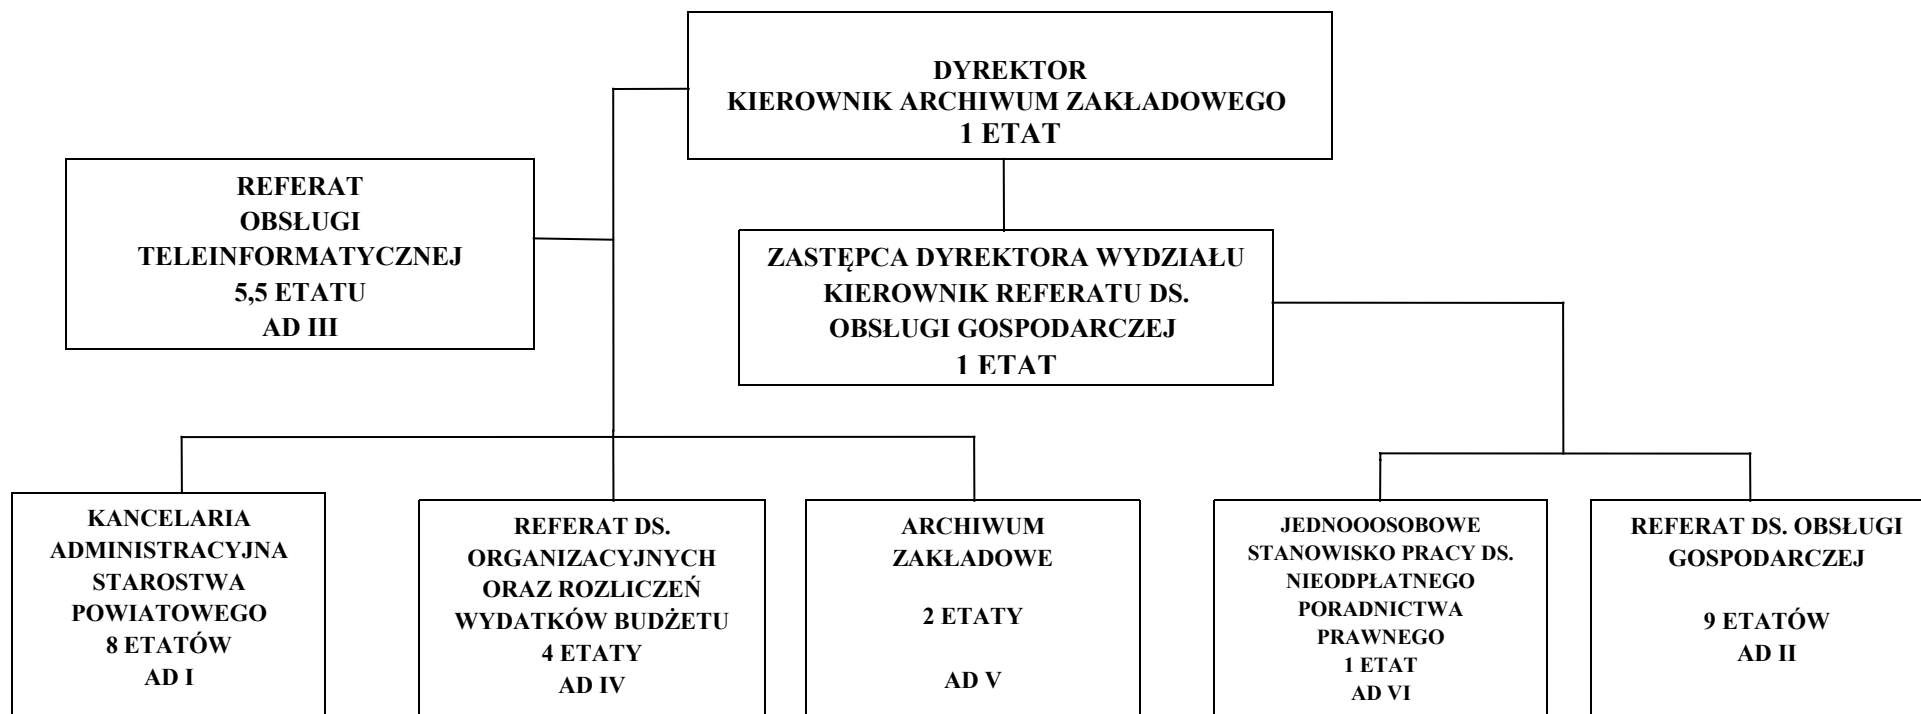 DYREKTOR
KIEROWNIK ARCHIWUM ZAKŁADOWEGO
1 ETAT
REFERAT
OBSŁUGI
TELEINFORMATYCZNEJ
5,5 ETATU
AD III
ZASTĘPCA DYREKTORA WYDZIAŁU
KIEROWNIK REFERATU DS.
OBSŁUGI GOSPODARCZEJ
1 ETAT
KANCELARIA
ADMINISTRACYJNA
STAROSTWA
POWIATOWEGO
8 ETATÓW
AD I
REFERAT DS.
ORGANIZACYJNYCH
ORAZ ROZLICZEŃ
WYDATKÓW BUDŻETU
4 ETATY
AD IV
ARCHIWUM
ZAKŁADOWE
2 ETATY
AD V
JEDNOOOSOBOWE
STANOWISKO PRACY DS.
NIEODPŁATNEGO
PORADNICTWA
PRAWNEGO
1 ETAT
AD VI
REFERAT DS. OBSŁUGI
GOSPODARCZEJ
9 ETATÓW
AD II